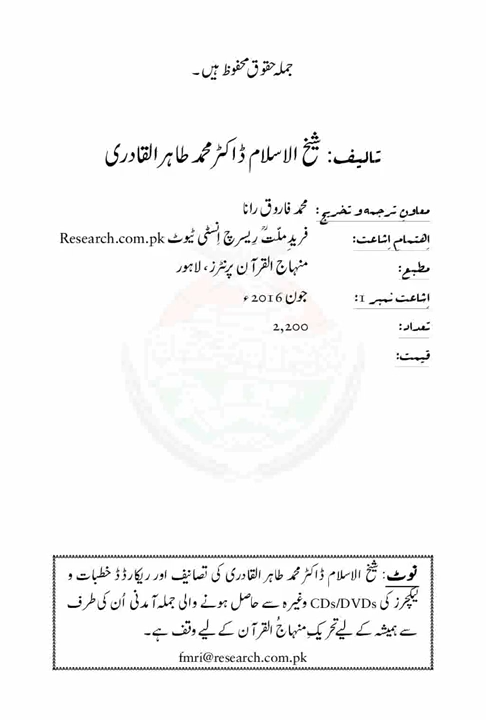 جملہ حقوق محفوظ ہیں۔
تالیف: شیخ الاسلام ڈاکٹر محمد طاہر القادری
معاونِ ترجمہ و تخریج: محمد فاروق رانا
اِهتمامِ اِشاعت: فریدِ ملّتؒ رِیسرچ اِنسٹی ٹیوٹ Research.com.pk
مطبع: منہاج القرآن پرنٹرز، لاہور
اشاعت نمبر 1: جون 2016ء
تعداد: 2,200
قیمت:
نوٹ: شیخ الاسلام ڈاکٹر محمد طاہر القادری کی تصانیف اور ریکارڈڈ خطبات و
لیکچرز کی CDs/DVDs وغیرہ سے حاصل ہونے والی جملہ آمدنی اُن کی طرف
سے ہمیشہ کے لیے تحریکِ منہاجُ القرآن کے لیے وقف ہے۔
fmri@research.com.pk